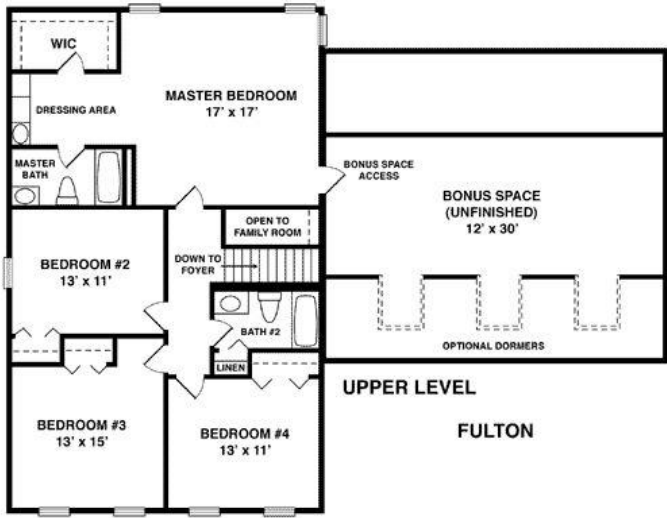 WIC
MASTER BEDROOM
17' x 17'
DRESSING AREA
MASTER
BATH
BONUS SPACE
ACCESS
BONUS SPACE
(UNFINISHED)
12' x 30'
OPEN TO
FAMILY ROOM
DOWN TO
FOYER
BEDROOM #2
13' x 11'
BATH #2
OPTIONAL DORMERS
LINEN
UPPER LEVEL
BEDROOM #3
13' x 15'
BEDROOM #4
13' x 11'
FULTON